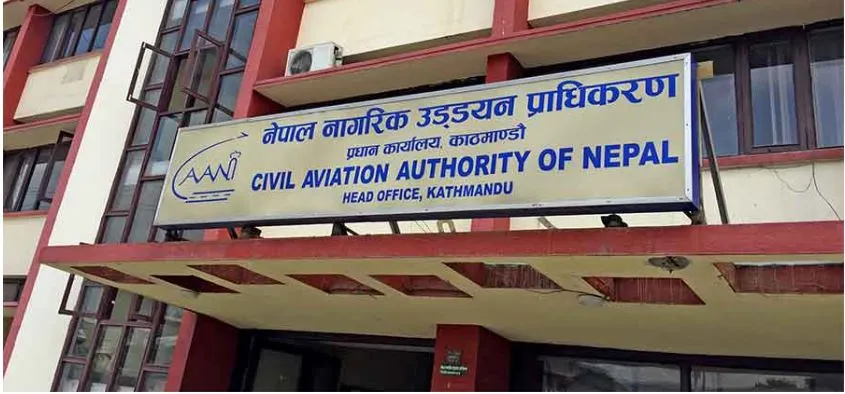 नेपाल नागरिक उड्डयन प्राधिकरण
प्रधान कार्यालय, काठमाण्डौ
CAAN
CIVIL AVIATION AUTHORITY OF NEPAL
HEAD OFFICE, KATHMANDU